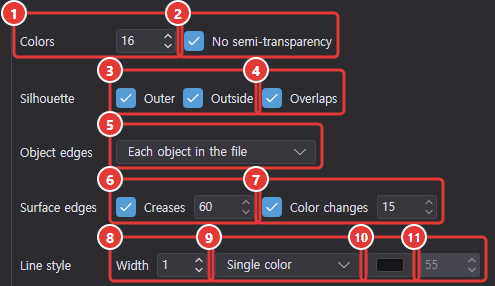 1 2
Colors 16 No semi-transparency
3 4
Silhouette Outer Outside Overlaps
5
Object edges Each object in the file
6 7
Surface edges Creases 60 Color changes 15
8 9 10 11
Line style Width 1 Single color 55